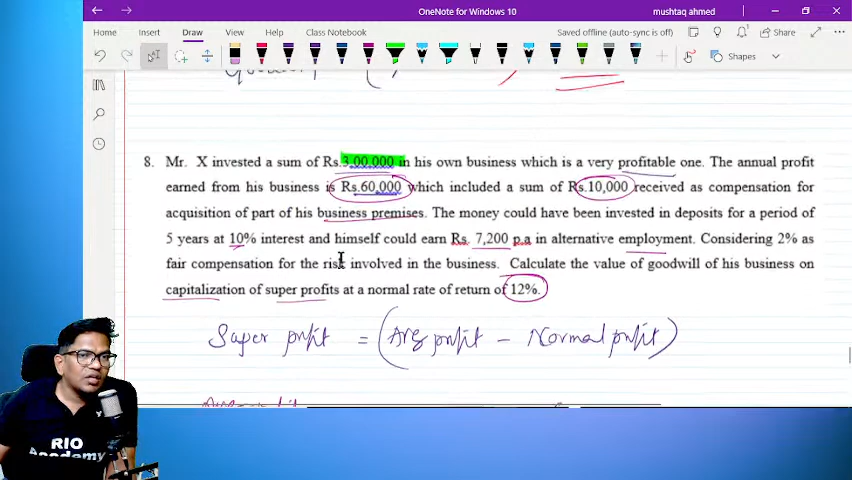 OneNote for Windows 10
mushtaq ahmed
Home Insert Draw View Help Class Notebook
Saved offline (auto-sync is off)
Share
Shapes
8. Mr. X invested a sum of Rs.3,00,000 in his own business which is a very profitable one. The annual profit
earned from his business is Rs.60,000 which included a sum of Rs.10,000 received as compensation for
acquisition of part of his business premises. The money could have been invested in deposits for a period of
5 years at 10% interest and himself could earn Rs. 7,200 p.a in alternative employment. Considering 2% as
fair compensation for the risk involved in the business. Calculate the value of goodwill of his business on
capitalization of super profits at a normal rate of return of 12%.
Super profit = (Avg profit - Normal profit)
RIO
Academy